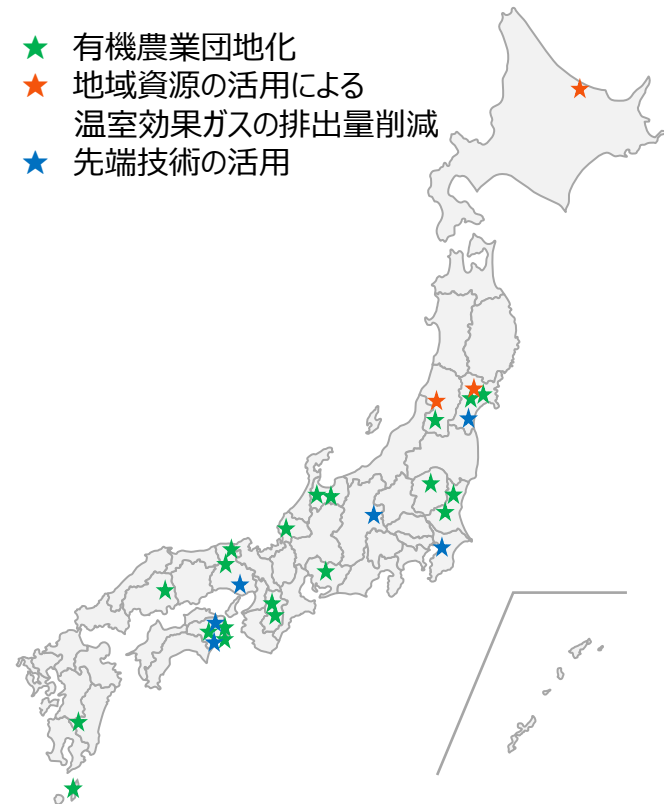 ★ 有機農業団地化
★ 地域資源の活用による
温室効果ガスの排出量削減
★ 先端技術の活用